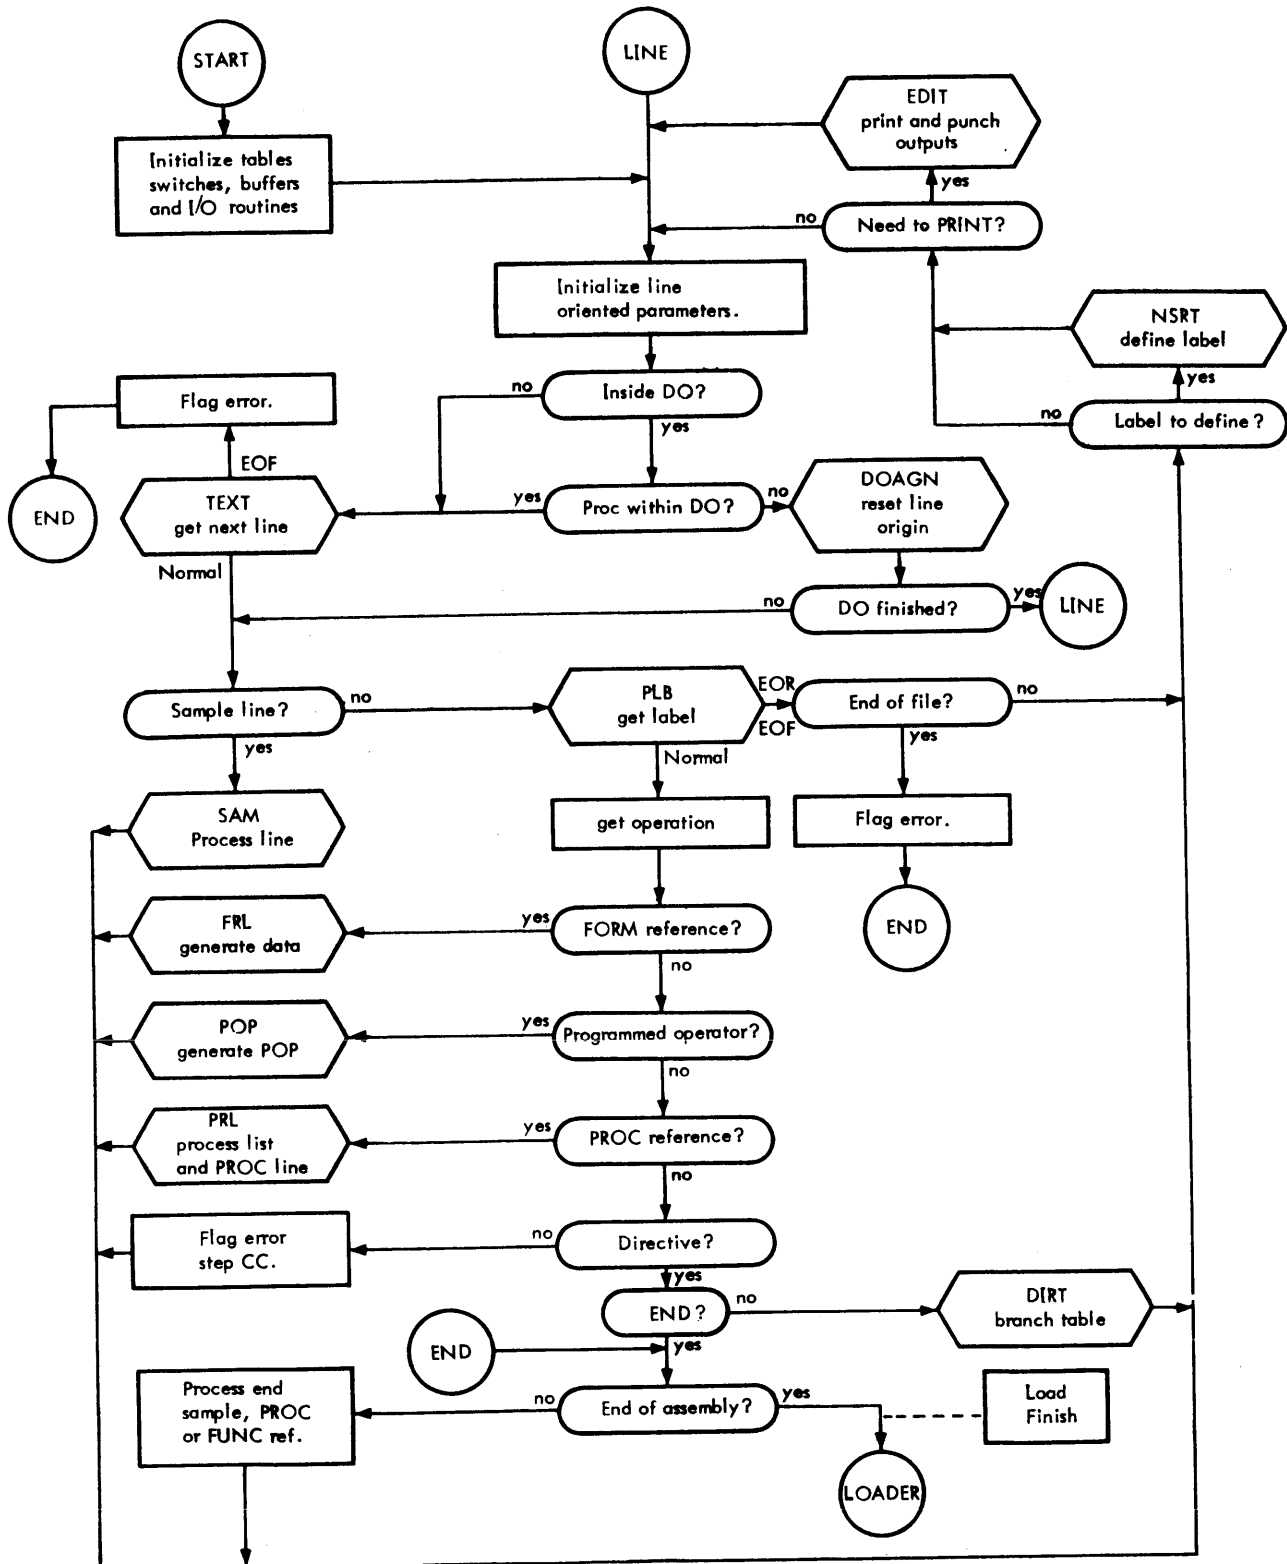 START
LINE
EDIT
print and punch
outputs
Initialize tables
switches, buffers
and I/O routines
yes
no
Need to PRINT?
Initialize line
oriented parameters.
NSRT
define label
yes
no
Label to define?
no
Inside DO?
yes
Flag error.
EOF
END
TEXT
get next line
yes
Proc within DO?
no
DOAGN
reset line
origin
Normal
no
DO finished?
yes
LINE
Sample line?
no
yes
PLB
get label
EOR
EOF
End of file?
no
yes
Normal
SAM
Process line
get operation
Flag error.
END
FRL
generate data
yes
FORM reference?
no
POP
generate POP
yes
Programmed operator?
no
PRL
process list
and PROC line
yes
PROC reference?
no
Flag error
step CC.
no
Directive?
yes
END?
no
DIRT
branch table
END
yes
Process end
sample, PROC
or FUNC ref.
no
End of assembly?
yes
Load
Finish
LOADER